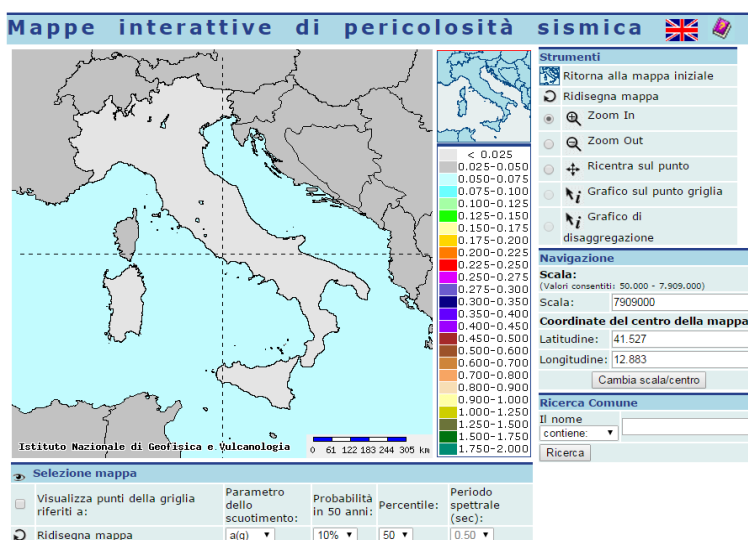 Mappe interattive di pericolosità sismica
Istituto Nazionale di Geofisica e Vulcanologia
0 61 122 183 244 305 km
< 0.025
0.025-0.050
0.050-0.075
0.075-0.100
0.100-0.125
0.125-0.150
0.150-0.175
0.175-0.200
0.200-0.225
0.225-0.250
0.250-0.275
0.275-0.300
0.300-0.350
0.350-0.400
0.400-0.450
0.450-0.500
0.500-0.600
0.600-0.700
0.700-0.800
0.800-0.900
0.900-1.000
1.000-1.250
1.250-1.500
1.500-1.750
1.750-2.000
Strumenti
Ritorna alla mappa iniziale
Ridisegna mappa
Zoom In
Zoom Out
Ricentra sul punto
Grafico sul punto griglia
Grafico di
disaggregazione
Navigazione
Scala:
(Valori consentiti: 50.000 - 7.909.000)
Scala: 7909000
Coordinate del centro della mappa
Latitudine: 41.527
Longitudine: 12.883
Cambia scala/centro
Ricerca Comune
Il nome
contiene:
Ricerca
Selezione mappa
Visualizza punti della griglia
riferiti a:
Parametro
dello
scuotimento:
Probabilità
in 50 anni:
Percentile:
Periodo
spettrale
(sec):
Ridisegna mappa
a(g)
10%
50
0.50